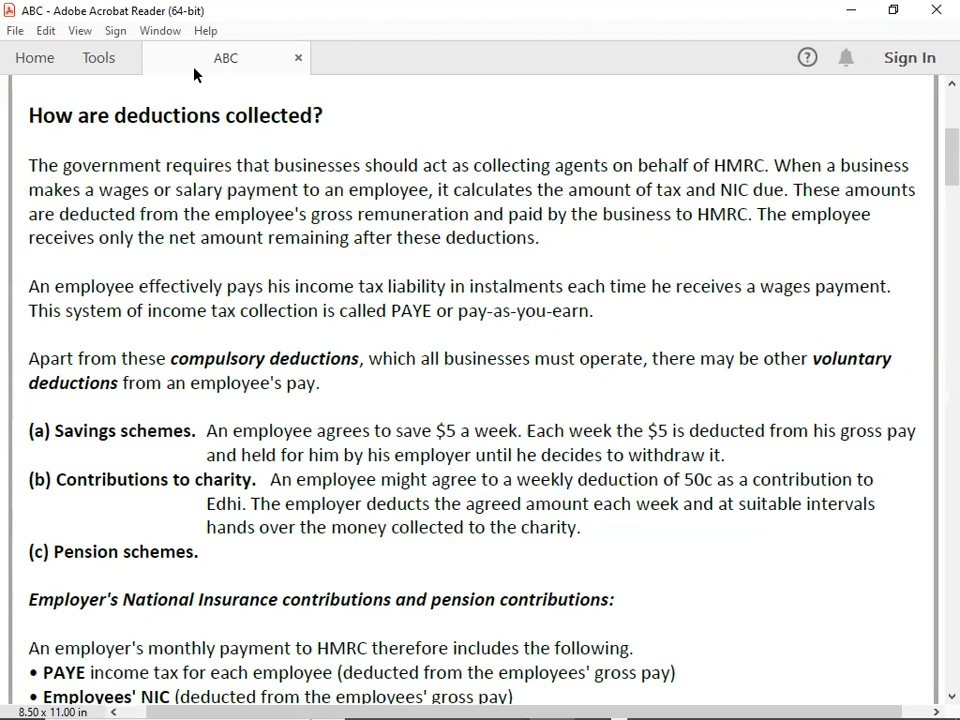 ABC - Adobe Acrobat Reader (64-bit)
File Edit View Sign Window Help
Home Tools ABC × ? Sign In
How are deductions collected?
The government requires that businesses should act as collecting agents on behalf of HMRC. When a business
makes a wages or salary payment to an employee, it calculates the amount of tax and NIC due. These amounts
are deducted from the employee's gross remuneration and paid by the business to HMRC. The employee
receives only the net amount remaining after these deductions.
An employee effectively pays his income tax liability in instalments each time he receives a wages payment.
This system of income tax collection is called PAYE or pay-as-you-earn.
Apart from these compulsory deductions, which all businesses must operate, there may be other voluntary
deductions from an employee's pay.
(a) Savings schemes. An employee agrees to save $5 a week. Each week the $5 is deducted from his gross pay
and held for him by his employer until he decides to withdraw it.
(b) Contributions to charity. An employee might agree to a weekly deduction of 50c as a contribution to
Edhi. The employer deducts the agreed amount each week and at suitable intervals
hands over the money collected to the charity.
(c) Pension schemes.
Employer's National Insurance contributions and pension contributions:
An employer's monthly payment to HMRC therefore includes the following.
• PAYE income tax for each employee (deducted from the employees' gross pay)
• Employees' NIC (deducted from the employees' gross pay)
8.50 x 11.00 in